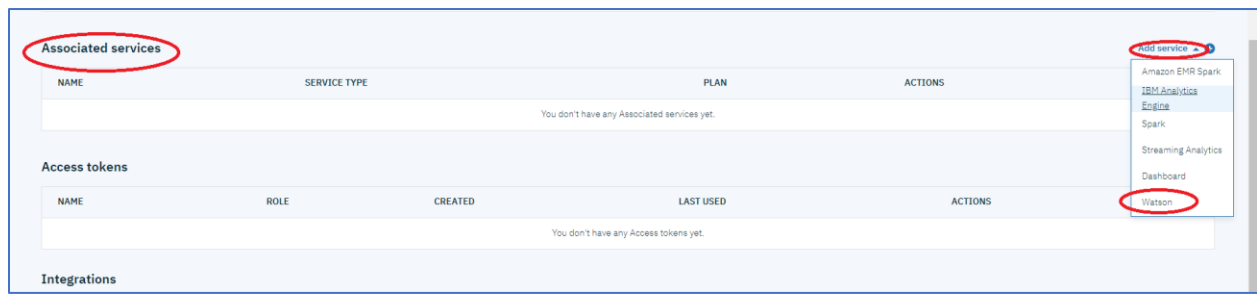 Associated services
Add service
NAME SERVICE TYPE PLAN ACTIONS
You don't have any Associated services yet.
Amazon EMR Spark
IBM Analytics
Engine
Spark
Streaming Analytics
Dashboard
Watson
Access tokens
NAME ROLE CREATED LAST USED ACTIONS
You don't have any Access tokens yet.
Integrations